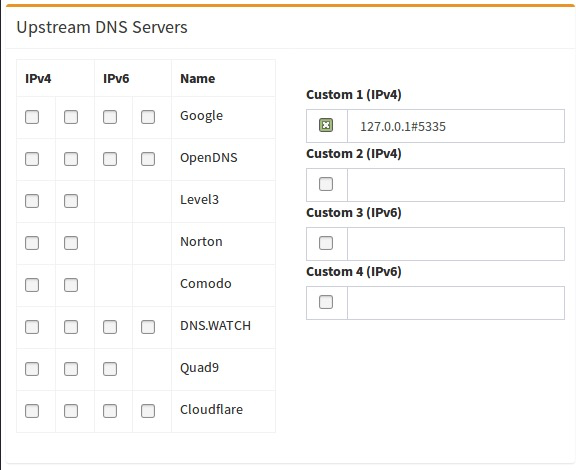 Upstream DNS Servers
IPv4 IPv6 Name
Google
OpenDNS
Level3
Norton
Comodo
DNS.WATCH
Quad9
Cloudflare
Custom 1 (IPv4)
127.0.0.1#5335
Custom 2 (IPv4)
Custom 3 (IPv6)
Custom 4 (IPv6)